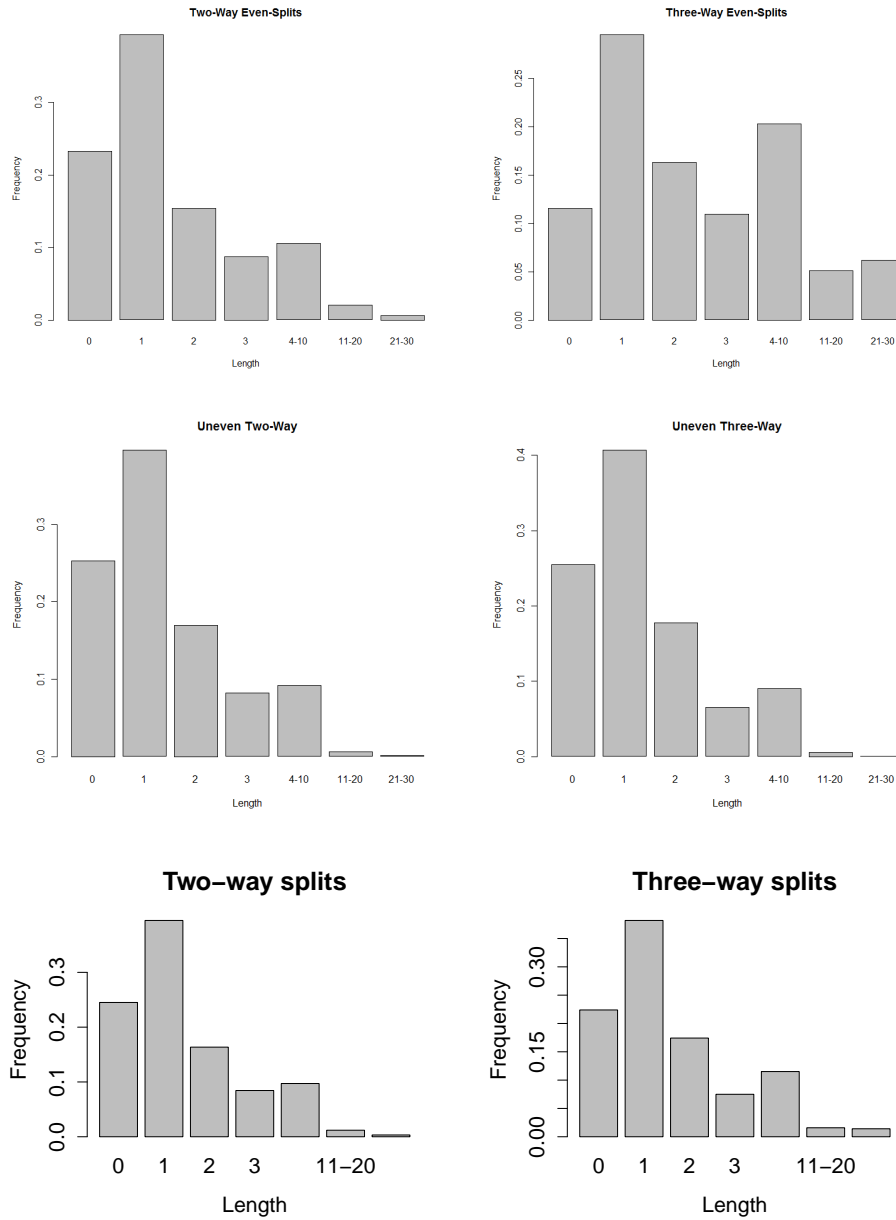 Two-Way Even-Splits
Frequency
0.3
0.2
0.1
0.0
0 1 2 3 4-10 11-20 21-30
Length
Three-Way Even-Splits
Frequency
0.25
0.20
0.15
0.10
0.05
0.00
0 1 2 3 4-10 11-20 21-30
Length
Uneven Two-Way
Frequency
0.3
0.2
0.1
0.0
0 1 2 3 4-10 11-20 21-30
Length
Uneven Three-Way
Frequency
0.4
0.3
0.2
0.1
0.0
0 1 2 3 4-10 11-20 21-30
Length
Two−way splits
Frequency
0.3
0.2
0.1
0.0
0 1 2 3 11−20
Length
Three−way splits
Frequency
0.30
0.15
0.00
0 1 2 3 11−20
Length